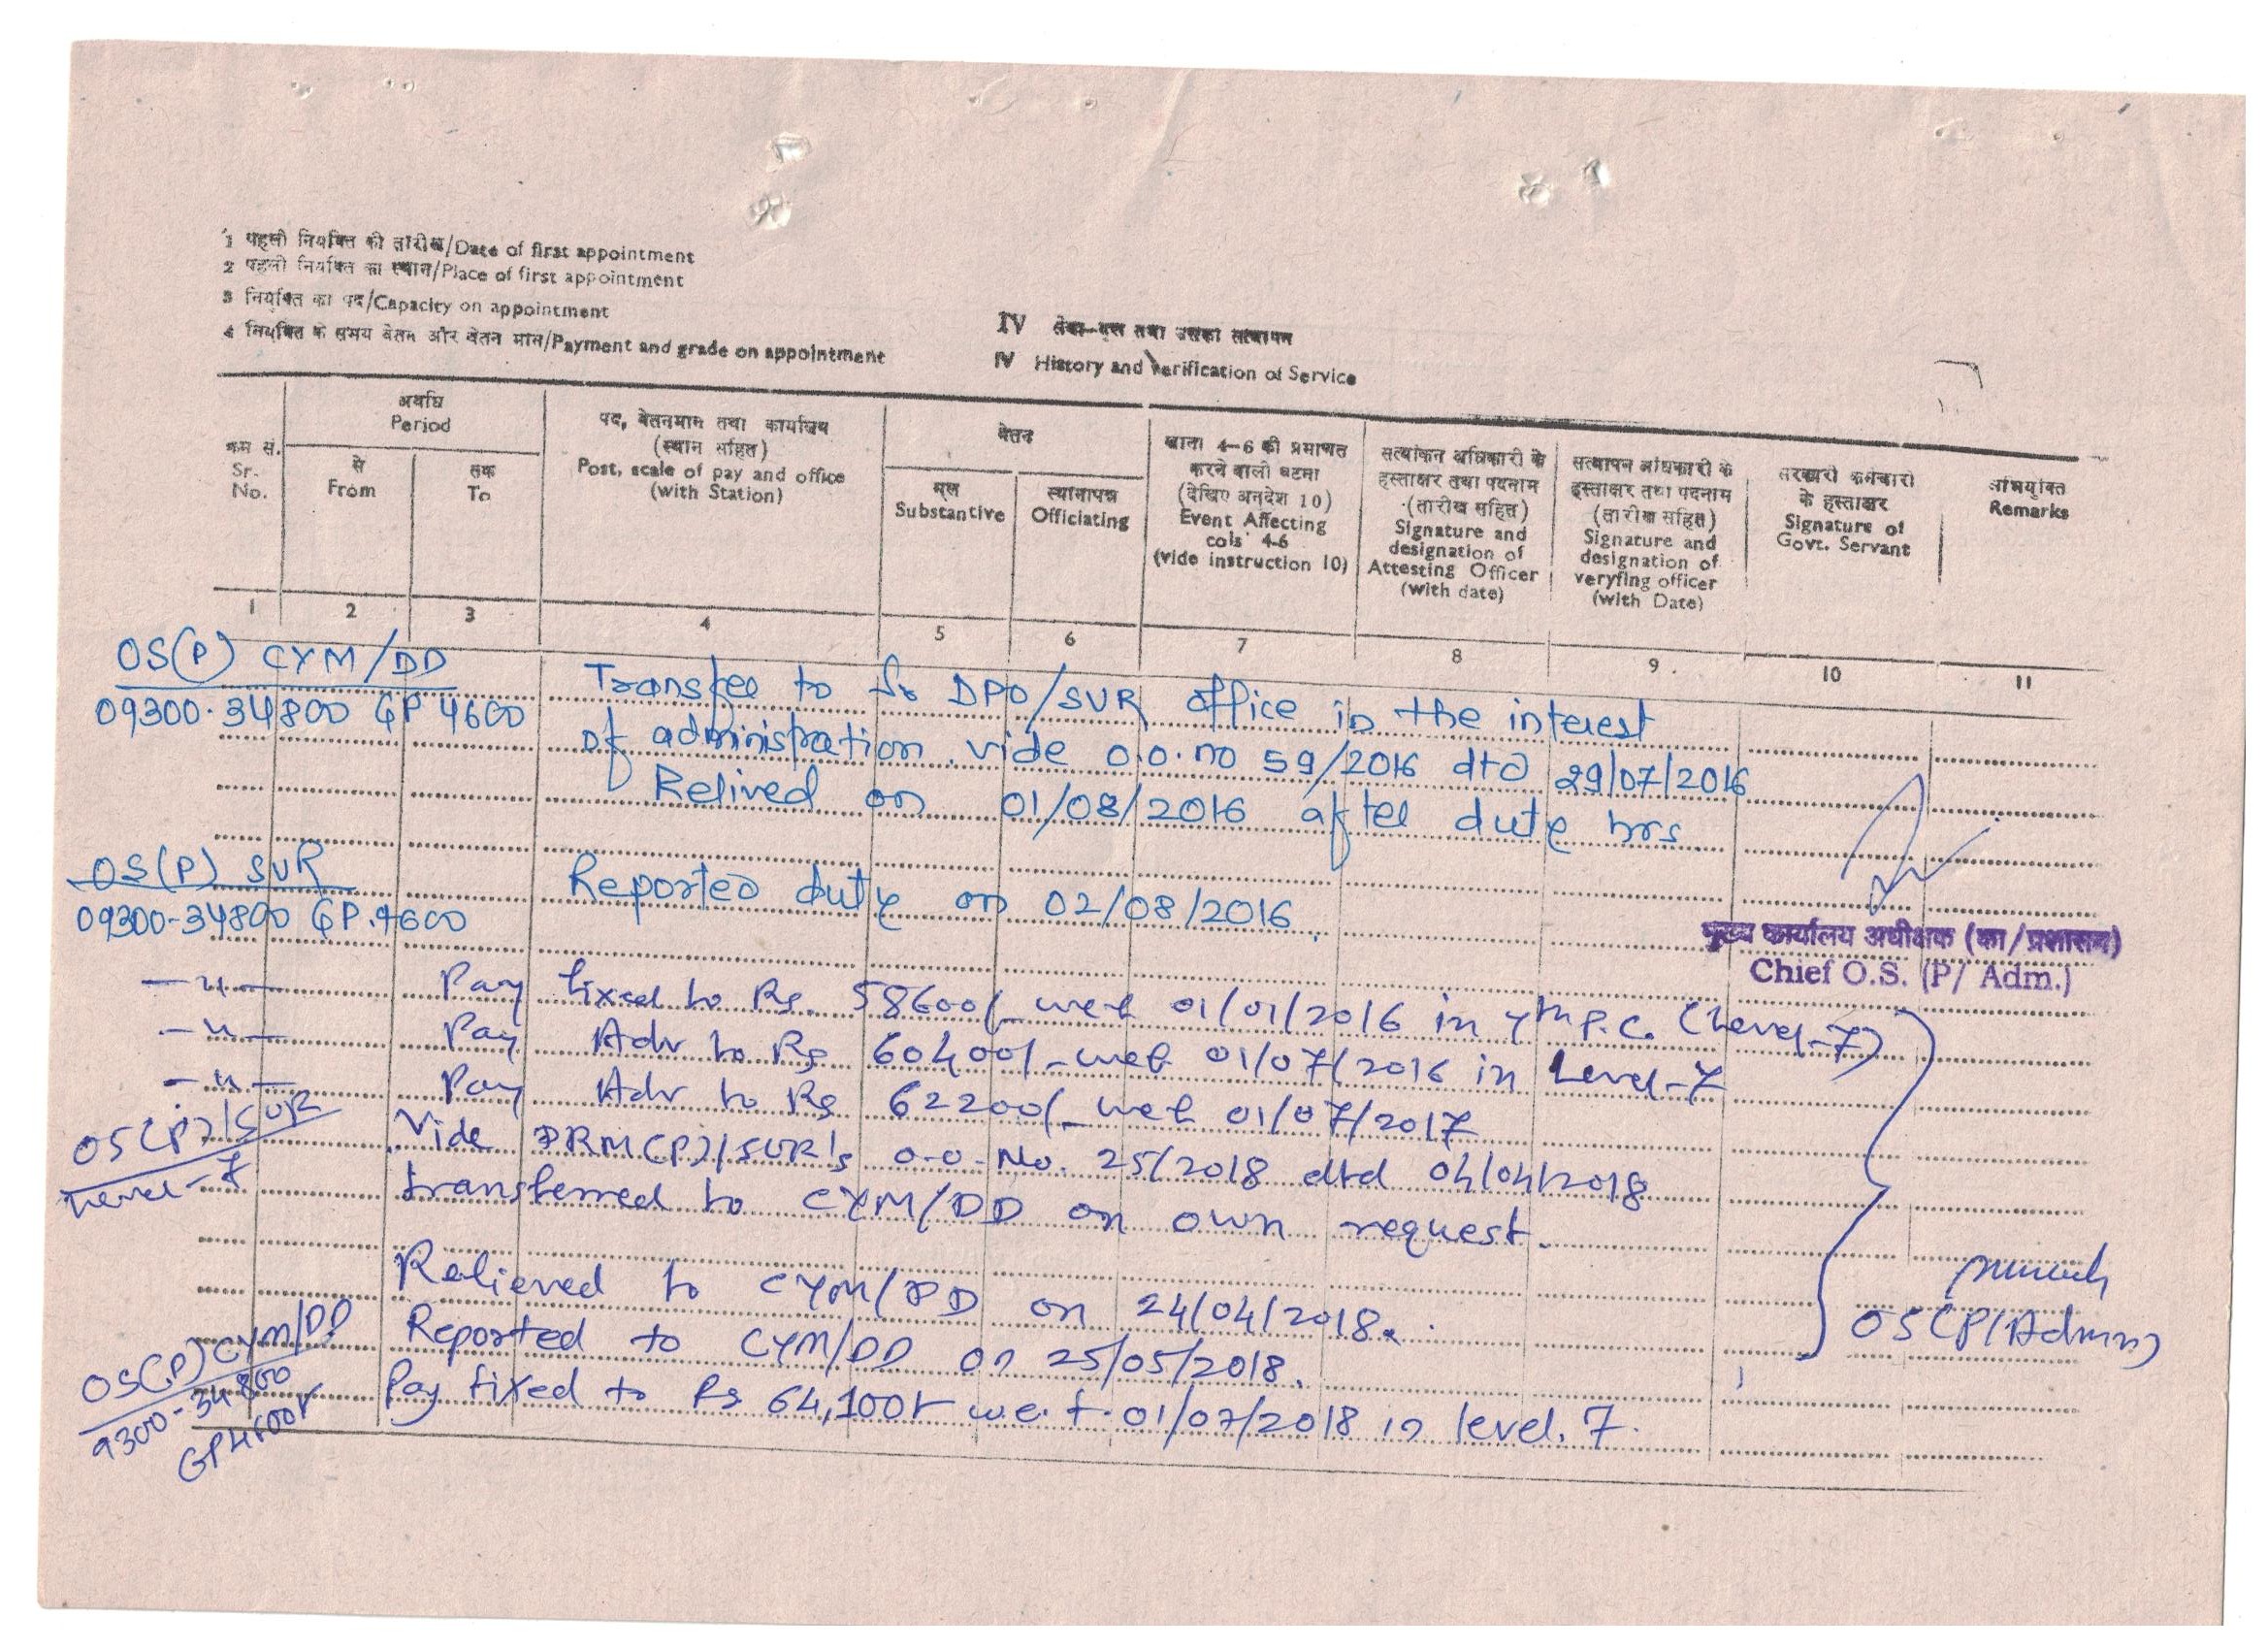 1 पहली नियुक्ति की तारीख/Date of first appointment
2 पहली नियुक्ति का स्थान/Place of first appointment
3 नियुक्ति का पद/Capacity on appointment
4 नियुक्ति के समय वेतन और वेतन मान/Payment and grade on appointment
IV सेवा-वृत्त तथा उसका सत्यापन
IV History and Verification of Service
क्रम सं.
Sr.
No.
अवधि
Period
से
From
तक
To
पद, वेतनमान तथा कार्यालय
(स्थान सहित)
Post, scale of pay and office
(with Station)
वेतन
मूल
Substantive
स्थानापन्न
Officiating
खाता 4-6 की प्रमाणत
करने वाली घटना
(देखिए अनदेश 10)
Event Affecting
cols 4-6
(vide instruction 10)
सत्यांकन अधिकारी के
हस्ताक्षर तथा पदनाम
(तारीख सहित)
Signature and
designation of
Attesting Officer
(with date)
सत्यापन अधिकारी के
हस्ताक्षर तथा पदनाम
(तारीख सहित)
Signature and
designation of
veryfing officer
(with Date)
सरकारी कर्मचारी
के हस्ताक्षर
Signature of
Govt. Servant
अभियुक्ति
Remarks
1 2 3 4 5 6 7 8 9. 10 11
OS(P) CYM/DD
09300-34800 GP 4600
Transfee to Sr DPO/SUR office in the interest
of administration vide o.o.no 59/2016 dtd 29/07/2016
Relived on 01/08/2016 aftel dute hrs.
OS(P) SUR
09300-34800 GP.4600
Reported dute on 02/08/2016.
मुख्य कार्यालय अधीक्षक (का/प्रशासन)
Chief O.S. (P/ Adm.)
—"— Pay fixed to Rs. 58600/- wef 01/01/2016 in 7th P.C. (Level-7)
—"— Pay Adv to Rs 60400/- wef 01/07/2016 in Level-7
—"— Pay Adv to Rs 62200/- wef 01/07/2017
OS(P)/SUR
Level-7
Vide DRM(P)/SUR's o.o. No. 25/2018 dtd 04/04/2018
transferred to CYM/DD on own request.
Relieved to CYM/DD on 24/04/2018.
OS(P/Admn)
OS(P) CYM/DD
9300-34800
GP4600/-
Reported to CYM/DD on 25/05/2018.
Pay fixed to Rs 64,100/- w.e.f. 01/07/2018 in level. 7.